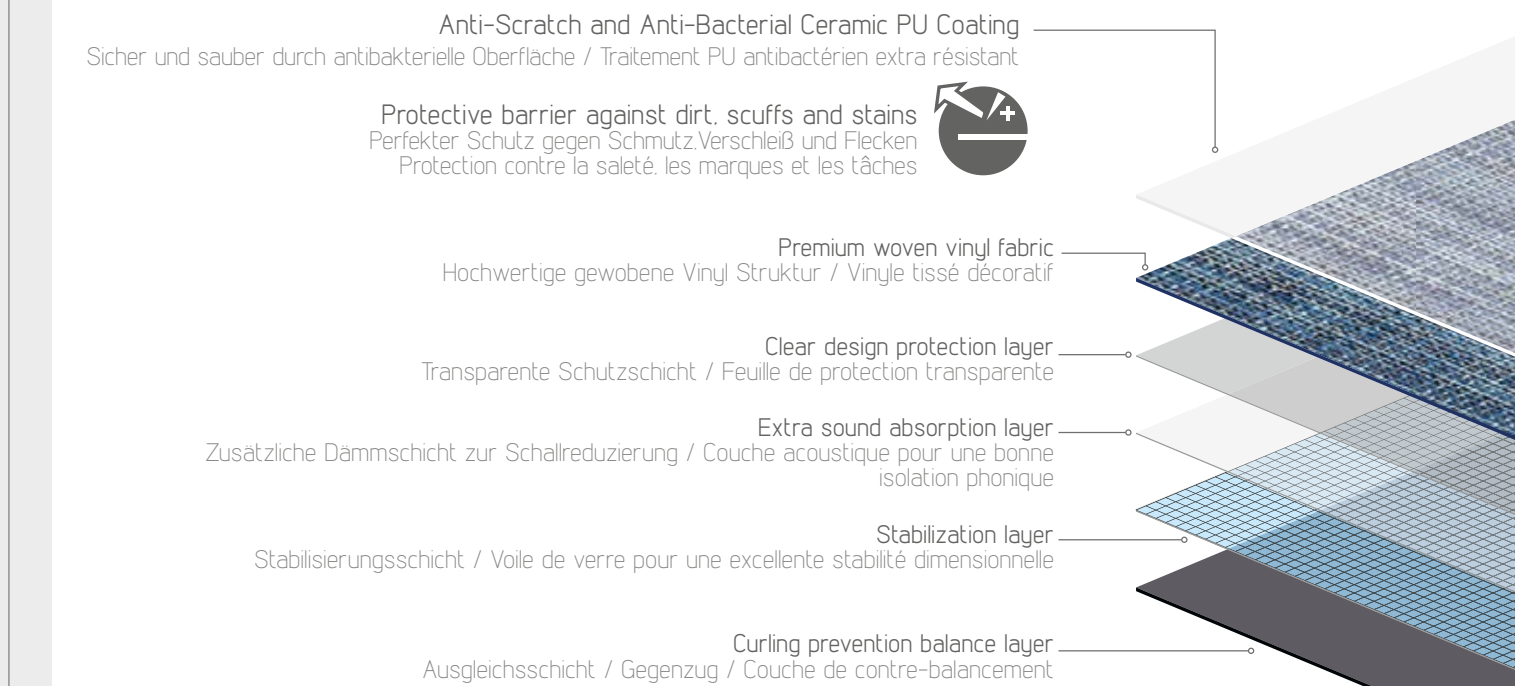 Anti-Scratch and Anti-Bacterial Ceramic PU Coating
Sicher und sauber durch antibakterielle Oberfläche / Traitement PU antibactérien extra résistant
Protective barrier against dirt. scuffs and stains
Perfekter Schutz gegen Schmutz.Verschleiß und Flecken
Protection contre la saleté. les marques et les tâches
Premium woven vinyl fabric
Hochwertige gewobene Vinyl Struktur / Vinyle tissé décoratif
Clear design protection layer
Transparente Schutzschicht / Feuille de protection transparente
Extra sound absorption layer
Zusätzliche Dämmschicht zur Schallreduzierung / Couche acoustique pour une bonne
isolation phonique
Stabilization layer
Stabilisierungsschicht / Voile de verre pour une excellente stabilité dimensionnelle
Curling prevention balance layer
Ausgleichsschicht / Gegenzug / Couche de contre-balancement